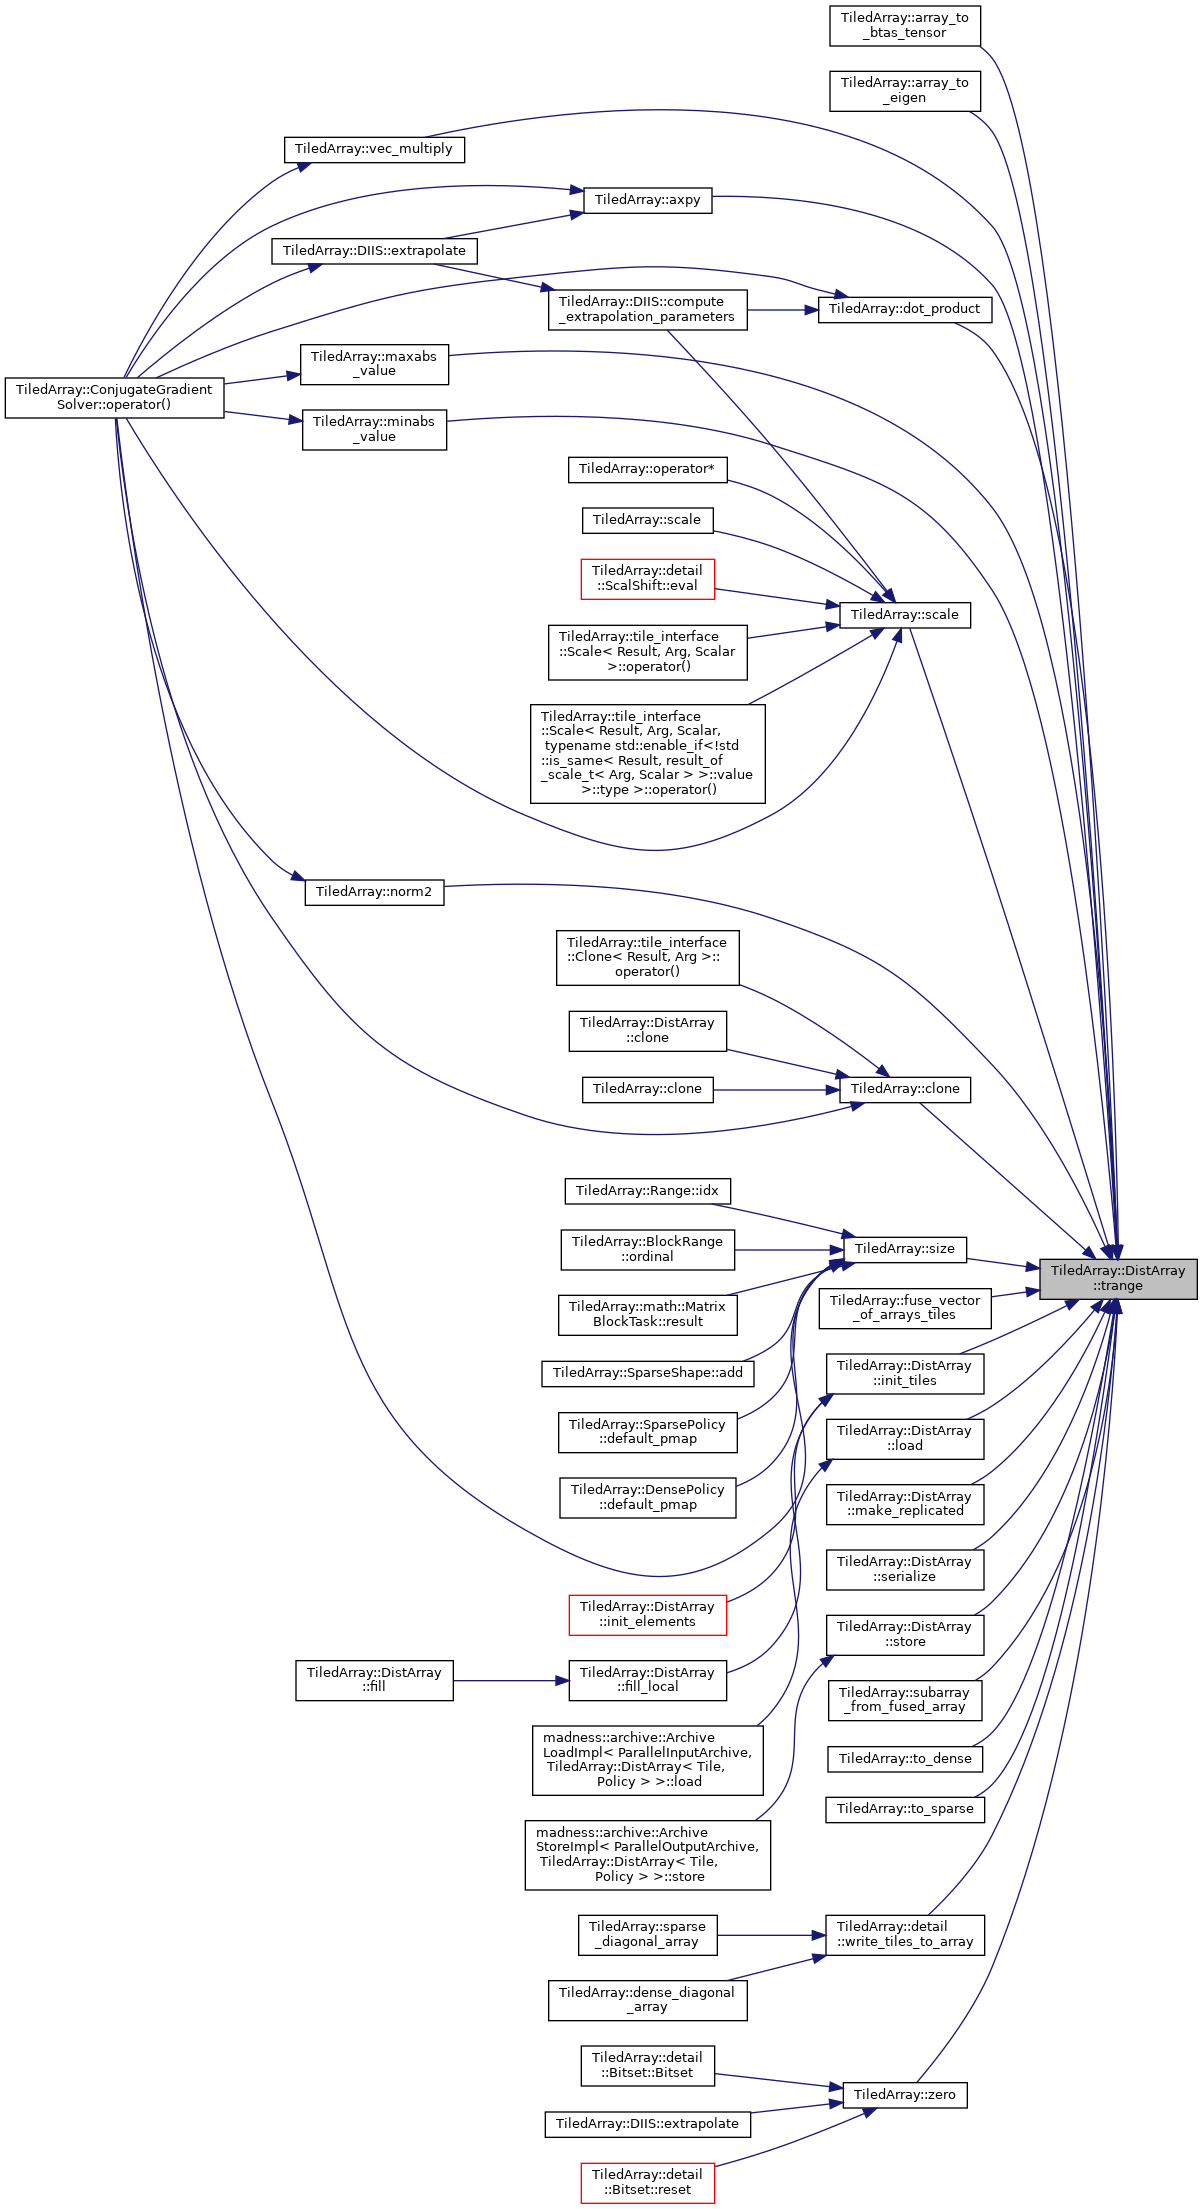 TiledArray::array_to
_btas_tensor
TiledArray::array_to
_eigen
TiledArray::vec_multiply
TiledArray::axpy
TiledArray::DIIS::extrapolate
TiledArray::DIIS::compute
_extrapolation_parameters
TiledArray::dot_product
TiledArray::maxabs
_value
TiledArray::ConjugateGradient
Solver::operator()
TiledArray::minabs
_value
TiledArray::operator*
TiledArray::scale
TiledArray::detail
::ScalShift::eval
TiledArray::scale
TiledArray::tile_interface
::Scale< Result, Arg, Scalar
>::operator()
TiledArray::tile_interface
::Scale< Result, Arg, Scalar,
typename std::enable_if<!std
::is_same< Result, result_of
_scale_t< Arg, Scalar > >::value
>::type >::operator()
TiledArray::norm2
TiledArray::tile_interface
::Clone< Result, Arg >::
operator()
TiledArray::DistArray
::clone
TiledArray::clone
TiledArray::clone
TiledArray::Range::idx
TiledArray::BlockRange
::ordinal
TiledArray::size
TiledArray::DistArray
::trange
TiledArray::math::Matrix
BlockTask::result
TiledArray::fuse_vector
_of_arrays_tiles
TiledArray::SparseShape::add
TiledArray::DistArray
::init_tiles
TiledArray::SparsePolicy
::default_pmap
TiledArray::DistArray
::load
TiledArray::DensePolicy
::default_pmap
TiledArray::DistArray
::make_replicated
TiledArray::DistArray
::serialize
TiledArray::DistArray
::init_elements
TiledArray::DistArray
::store
TiledArray::DistArray
::fill
TiledArray::DistArray
::fill_local
TiledArray::subarray
_from_fused_array
madness::archive::Archive
LoadImpl< ParallelInputArchive,
TiledArray::DistArray< Tile,
Policy > >::load
TiledArray::to_dense
TiledArray::to_sparse
madness::archive::Archive
StoreImpl< ParallelOutputArchive,
TiledArray::DistArray< Tile,
Policy > >::store
TiledArray::sparse
_diagonal_array
TiledArray::detail
::write_tiles_to_array
TiledArray::dense_diagonal
_array
TiledArray::detail
::Bitset::Bitset
TiledArray::zero
TiledArray::DIIS::extrapolate
TiledArray::detail
::Bitset::reset